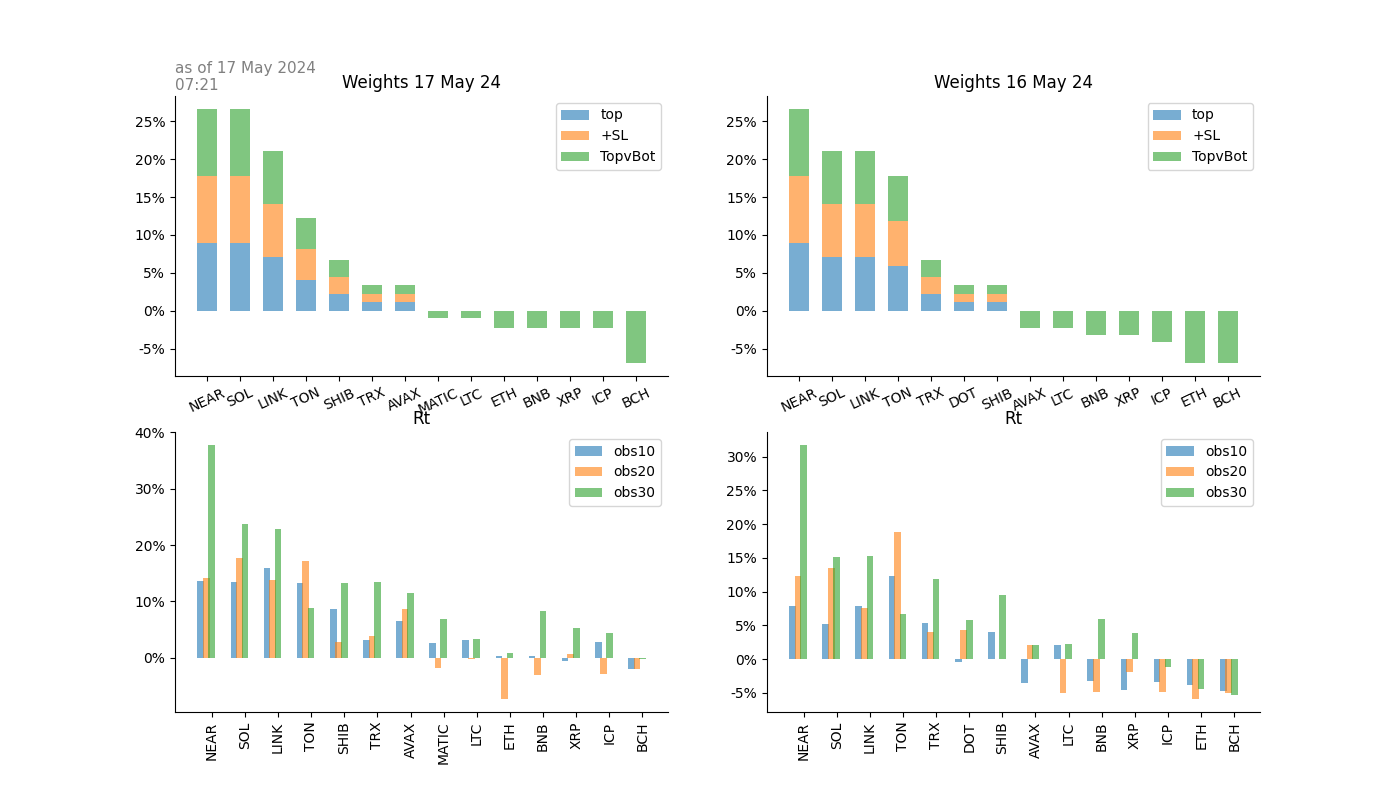 as of 17 May 2024
07:21
Weights 17 May 24
25%
20%
15%
10%
5%
0%
-5%
top
+SL
TopvBot
NEAR SOL LINK TON SHIB TRX AVAX MATIC LTC ETH BNB XRP ICP BCH
Weights 16 May 24
25%
20%
15%
10%
5%
0%
-5%
top
+SL
TopvBot
NEAR SOL LINK TON TRX DOT SHIB AVAX LTC BNB XRP ICP ETH BCH
Rt
40%
30%
20%
10%
0%
obs10
obs20
obs30
NEAR SOL LINK TON SHIB TRX AVAX MATIC LTC ETH BNB XRP ICP BCH
Rt
30%
25%
20%
15%
10%
5%
0%
-5%
obs10
obs20
obs30
NEAR SOL LINK TON TRX DOT SHIB AVAX LTC BNB XRP ICP ETH BCH